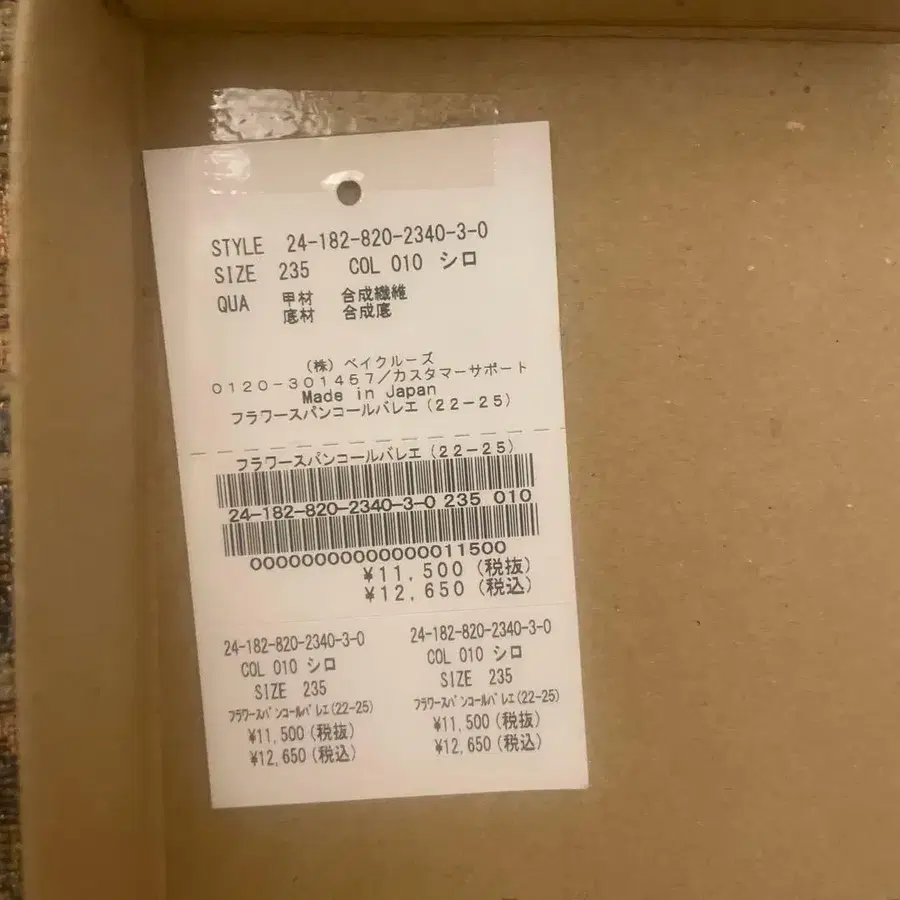 STYLE 24-182-820-2340-3-0
SIZE 235 COL 010 シロ
QUA 甲材 合成繊維
底材 合成底
(株) ベイクルーズ
0120-301457/カスタマーサポート
Made in Japan
フラワースパンコールバレエ(22-25)
フラワースパンコールバレエ(22-25)
24-182-820-2340-3-0 235 010
00000000000000011500
¥11,500 (税抜)
¥12,650 (税込)
24-182-820-2340-3-0
COL 010 シロ
SIZE 235
フラワースパンコールバレエ(22-25)
¥11,500 (税抜)
¥12,650 (税込)
24-182-820-2340-3-0
COL 010 シロ
SIZE 235
フラワースパンコールバレエ(22-25)
¥11,500 (税抜)
¥12,650 (税込)